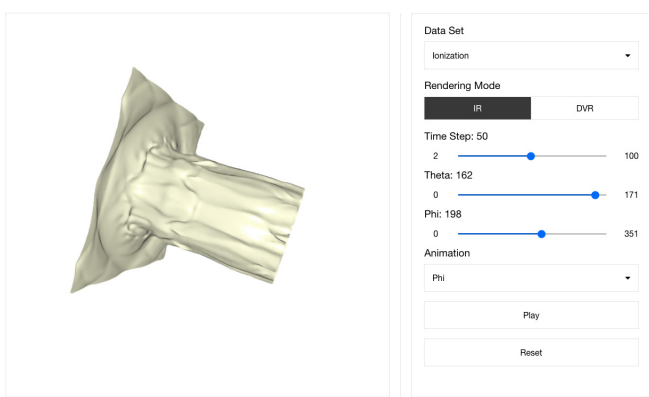 Data Set
Ionization
Rendering Mode
IR DVR
Time Step: 50
2 100
Theta: 162
0 171
Phi: 198
0 351
Animation
Phi
Play
Reset